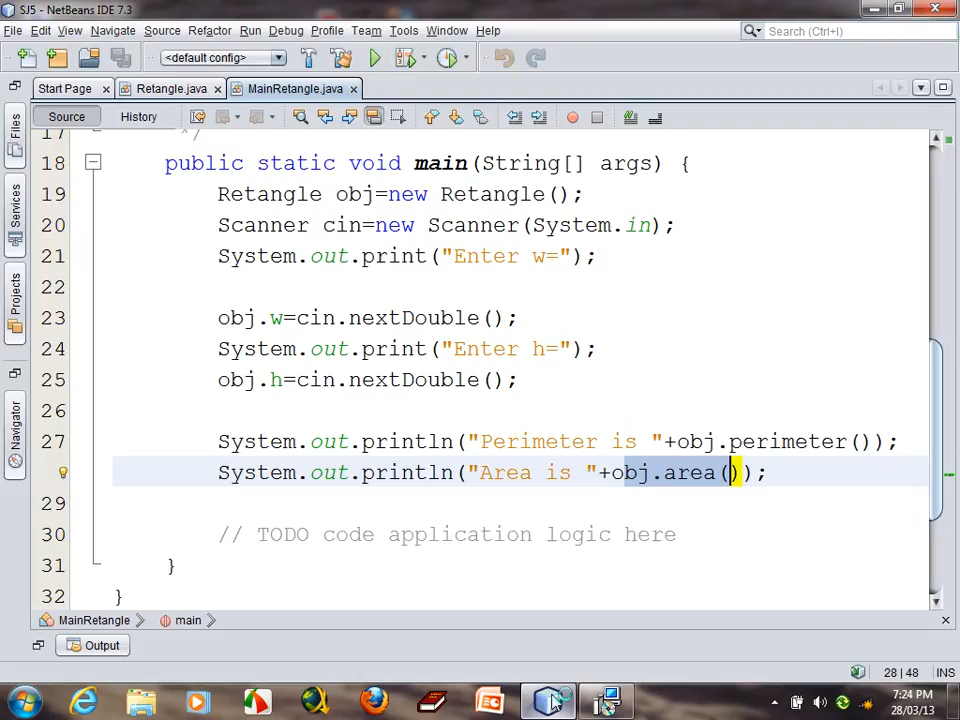 SJ5 - NetBeans IDE 7.3
File Edit View Navigate Source Refactor Run Debug Profile Team Tools Window Help
Search (Ctrl+I)
<default config>
Start Page Retangle.java MainRetangle.java
Source History
Files
Services
Projects
Navigator
17 */
18 public static void main(String[] args) {
19 Retangle obj=new Retangle();
20 Scanner cin=new Scanner(System.in);
21 System.out.print("Enter w=");
22
23 obj.w=cin.nextDouble();
24 System.out.print("Enter h=");
25 obj.h=cin.nextDouble();
26
27 System.out.println("Perimeter is "+obj.perimeter());
System.out.println("Area is "+obj.area());
29
30 // TODO code application logic here
31 }
32 }
MainRetangle main
Output
28|48 INS
7:24 PM
28/03/13